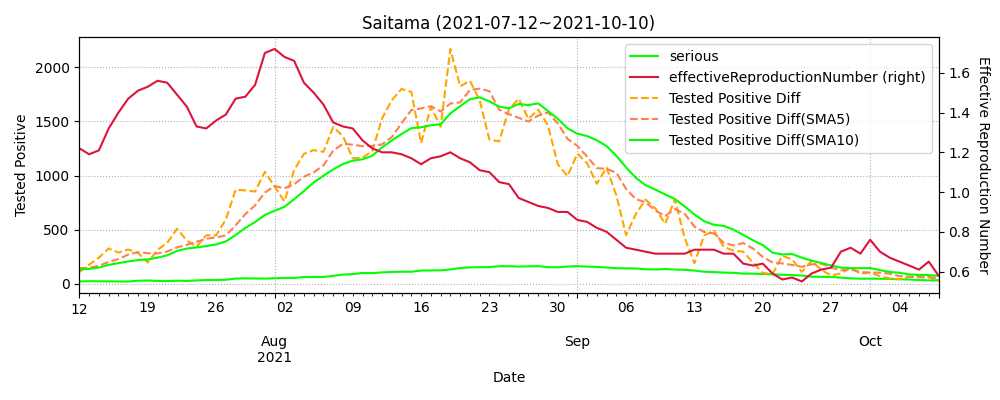 Saitama (2021-07-12~2021-10-10)
serious
effectiveReproductionNumber (right)
Tested Positive Diff
Tested Positive Diff(SMA5)
Tested Positive Diff(SMA10)
Tested Positive
2000
1500
1000
500
0
1.6
1.4
1.2
1.0
0.8
0.6
Effective Reproduction Number
12 19 26 02 09 16 23 30 06 13 20 27 04
Aug Sep Oct
2021
Date